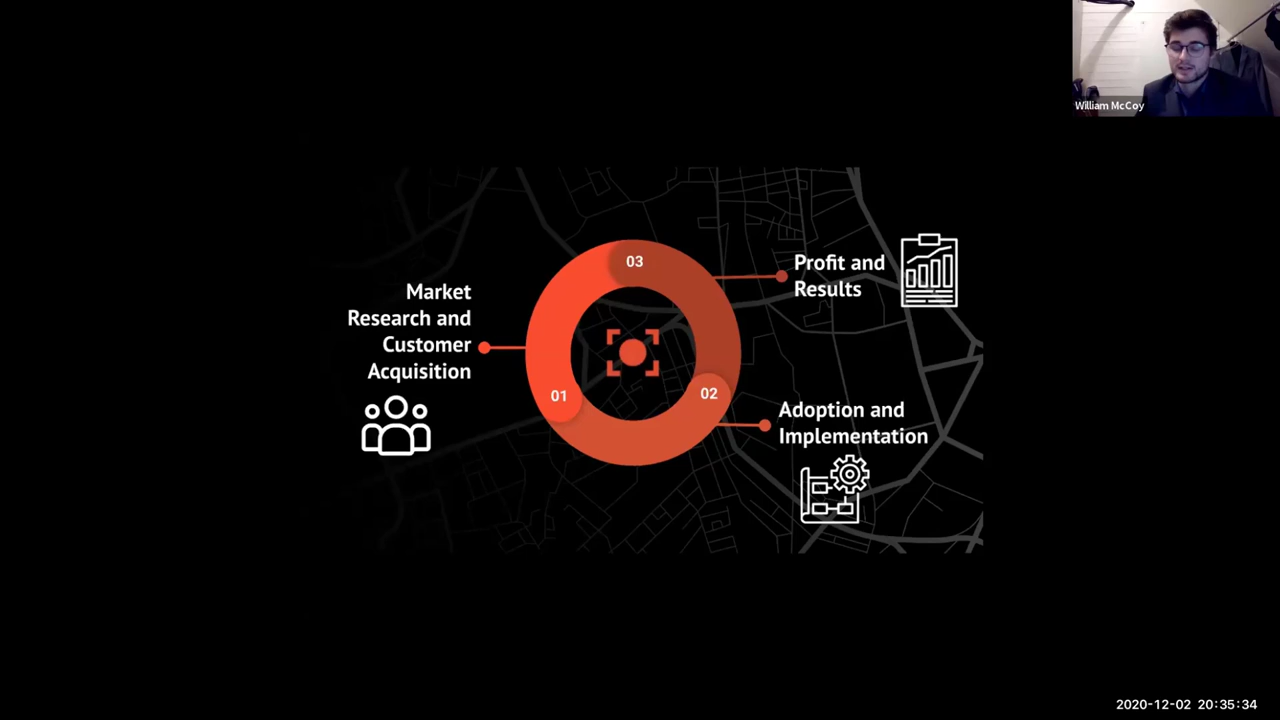 William McCoy
03
Profit and
Results
Market
Research and
Customer
Acquisition
01
02
Adoption and
Implementation
2020-12-02 20:35:34